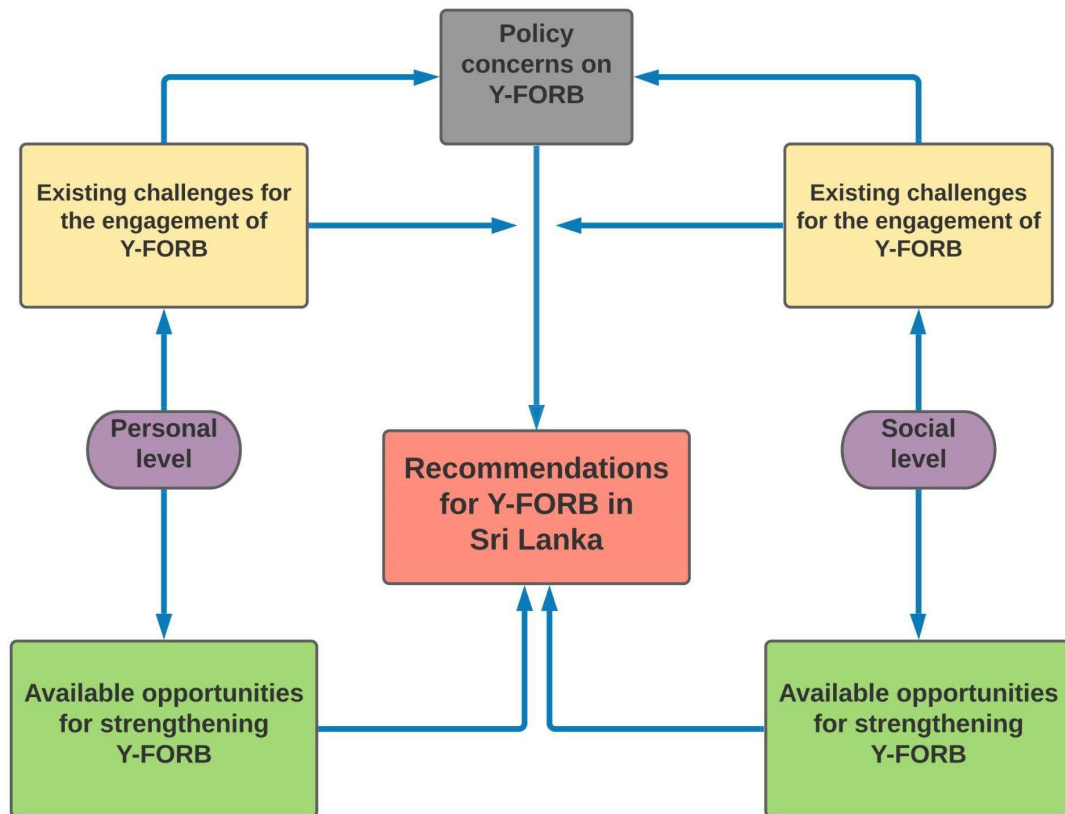 Policy
concerns on
Y-FORB
Existing challenges for
the engagement of
Y-FORB
Existing challenges
for the engagement of
Y-FORB
Personal
level
Social
level
Recommendations
for Y-FORB in
Sri Lanka
Available opportunities
for strengthening
Y-FORB
Available opportunities
for strengthening
Y-FORB